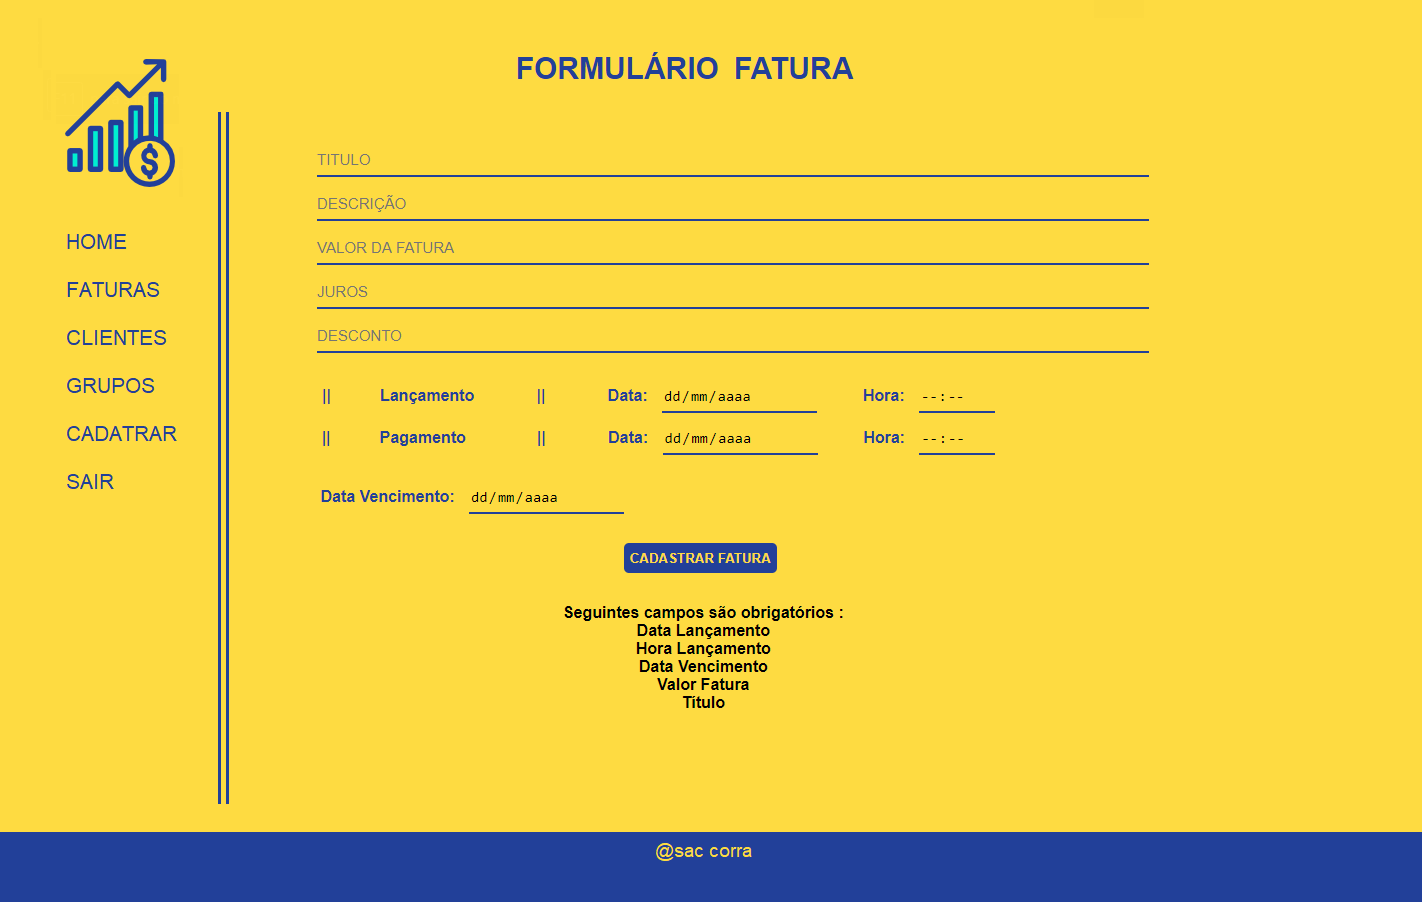 FORMULÁRIO FATURA
$
HOME
FATURAS
CLIENTES
GRUPOS
CADATRAR
SAIR
TITULO
DESCRIÇÃO
VALOR DA FATURA
JUROS
DESCONTO
|| Lançamento || Data: dd/mm/aaaa Hora: --:--
|| Pagamento || Data: dd/mm/aaaa Hora: --:--
Data Vencimento: dd/mm/aaaa
CADASTRAR FATURA
Seguintes campos são obrigatórios :
Data Lançamento
Hora Lançamento
Data Vencimento
Valor Fatura
Título
@sac corra